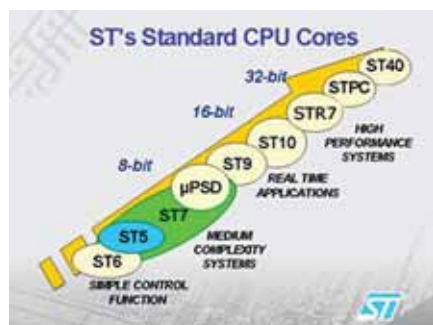 ST's Standard CPU Cores
32-bit
ST40
STPC
16-bit
STR7
HIGH
PERFORMANCE
SYSTEMS
ST10
8-bit
ST9
REAL TIME
APPLICATIONS
µPSD
ST7
MEDIUM
COMPLEXITY
SYSTEMS
ST5
ST6
SIMPLE CONTROL
FUNCTION
ST